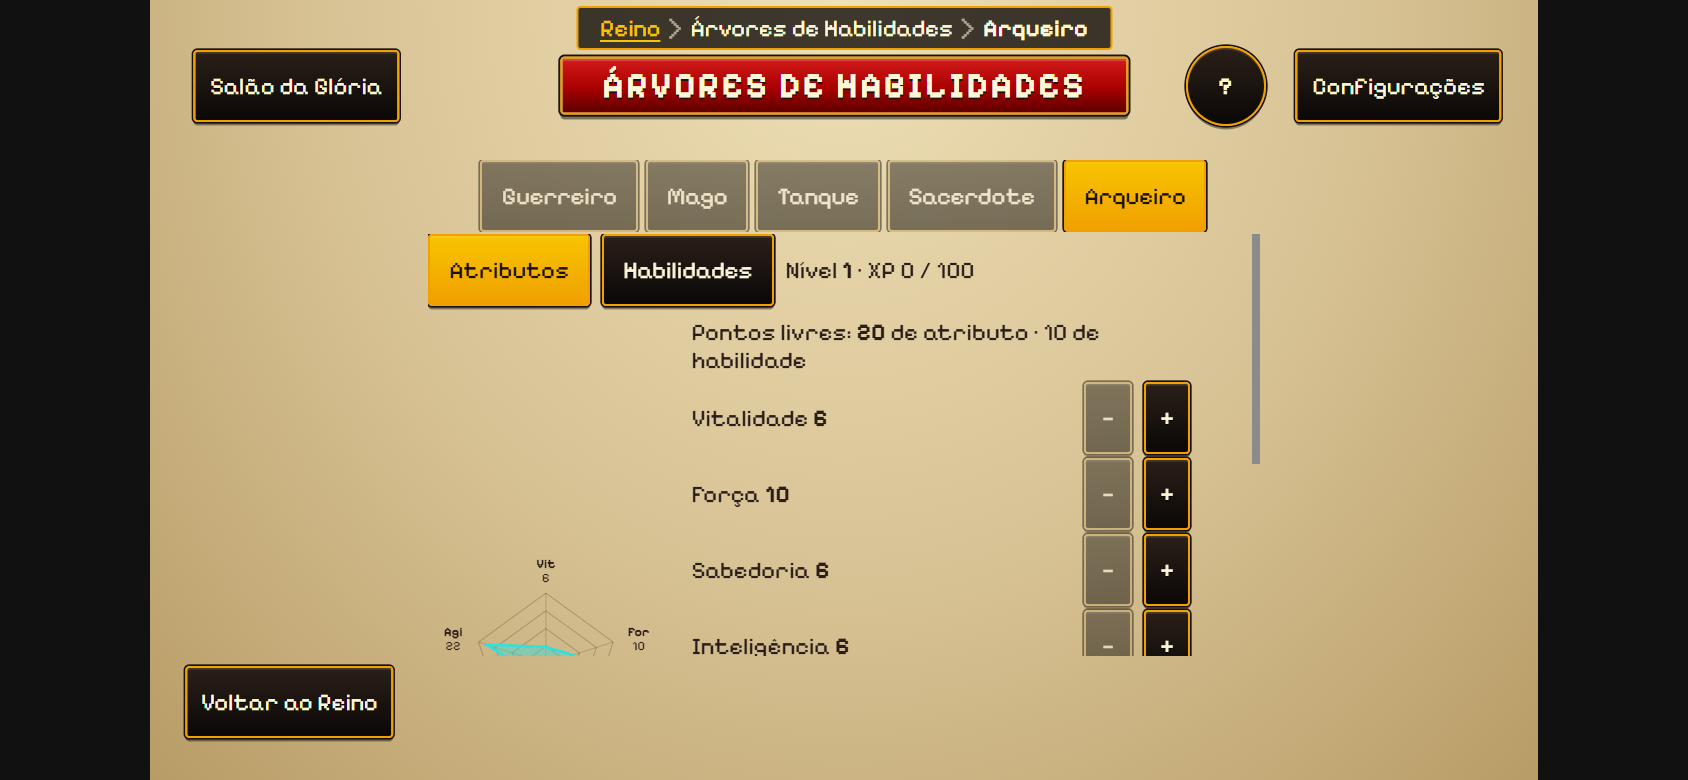 Reino > Árvores de Habilidades > Arqueiro
Salão da Glória
ÁRVORES DE HABILIDADES
?
Configurações
Guerreiro
Mago
Tanque
Sacerdote
Arqueiro
Atributos
Habilidades
Nível 1 · XP 0 / 100
Pontos livres: 20 de atributo · 10 de
habilidade
Vitalidade 6
- +
Força 10
- +
Sabedoria 6
- +
Inteligência 6
- +
Vit
6
Agi
22
For
10
Voltar ao Reino